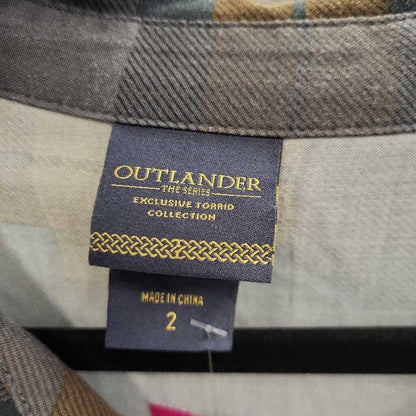 OUTLANDER
THE SERIES
EXCLUSIVE TORRID
COLLECTION
MADE IN CHINA
2